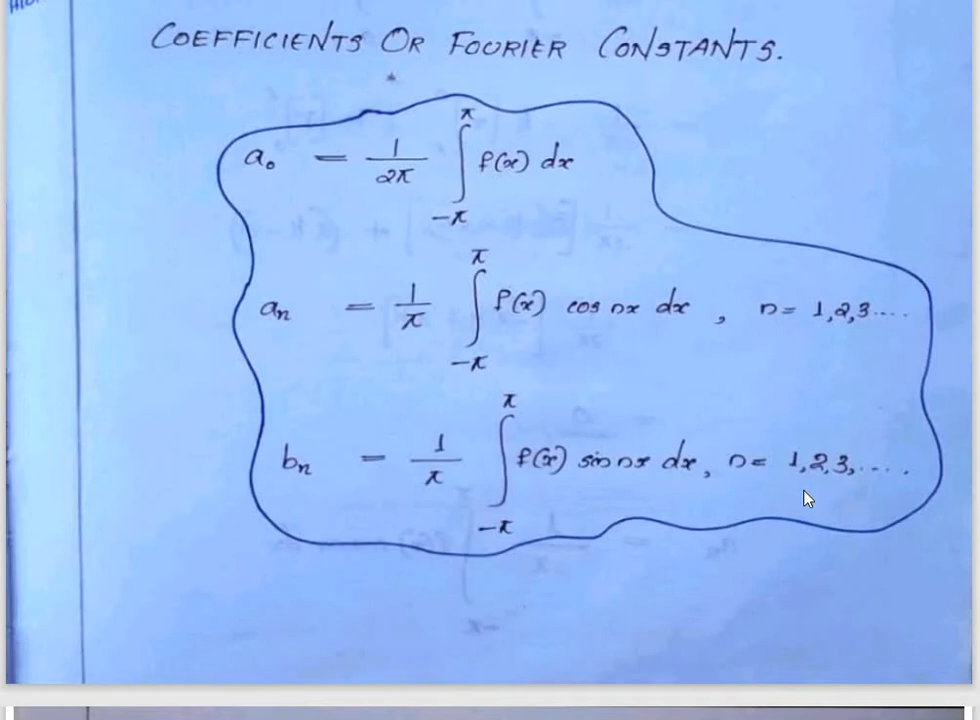 COEFFICIENTS OR FOURIER CONSTANTS.
a₀ = 1/2π ∫_{-π}^{π} f(x) dx
aₙ = 1/π ∫_{-π}^{π} f(x) cos nx dx , n= 1,2,3....
bₙ = 1/π ∫_{-π}^{π} f(x) sin nx dx, n= 1,2,3,....